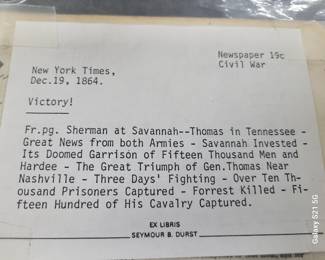 Newspaper 19c
Civil War
New York Times,
Dec.19, 1864.
Victory!
Fr.pg. Sherman at Savannah--Thomas in Tennessee -
Great News from both Armies - Savannah Invested -
Its Doomed Garrison of Fifteen Thousand Men and
Hardee - The Great Triumph of Gen.Thomas Near
Nashville - Three Days' Fighting - Over Ten Th-
ousand Prisoners Captured - Forrest Killed - Fi-
fteen Hundred of His Cavalry Captured.
EX LIBRIS
SEYMOUR B. DURST
Galaxy S21 5G